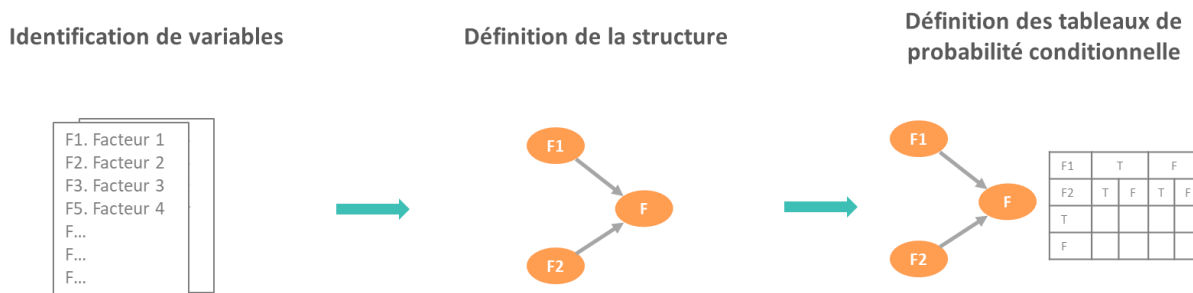 Identification de variables
Définition de la structure
Définition des tableaux de
probabilité conditionnelle
F1. Facteur 1
F2. Facteur 2
F3. Facteur 3
F5. Facteur 4
F...
F...
F...
F1
F
F2
F1
F
F2
F1 T F
F2 T F T F
T
F